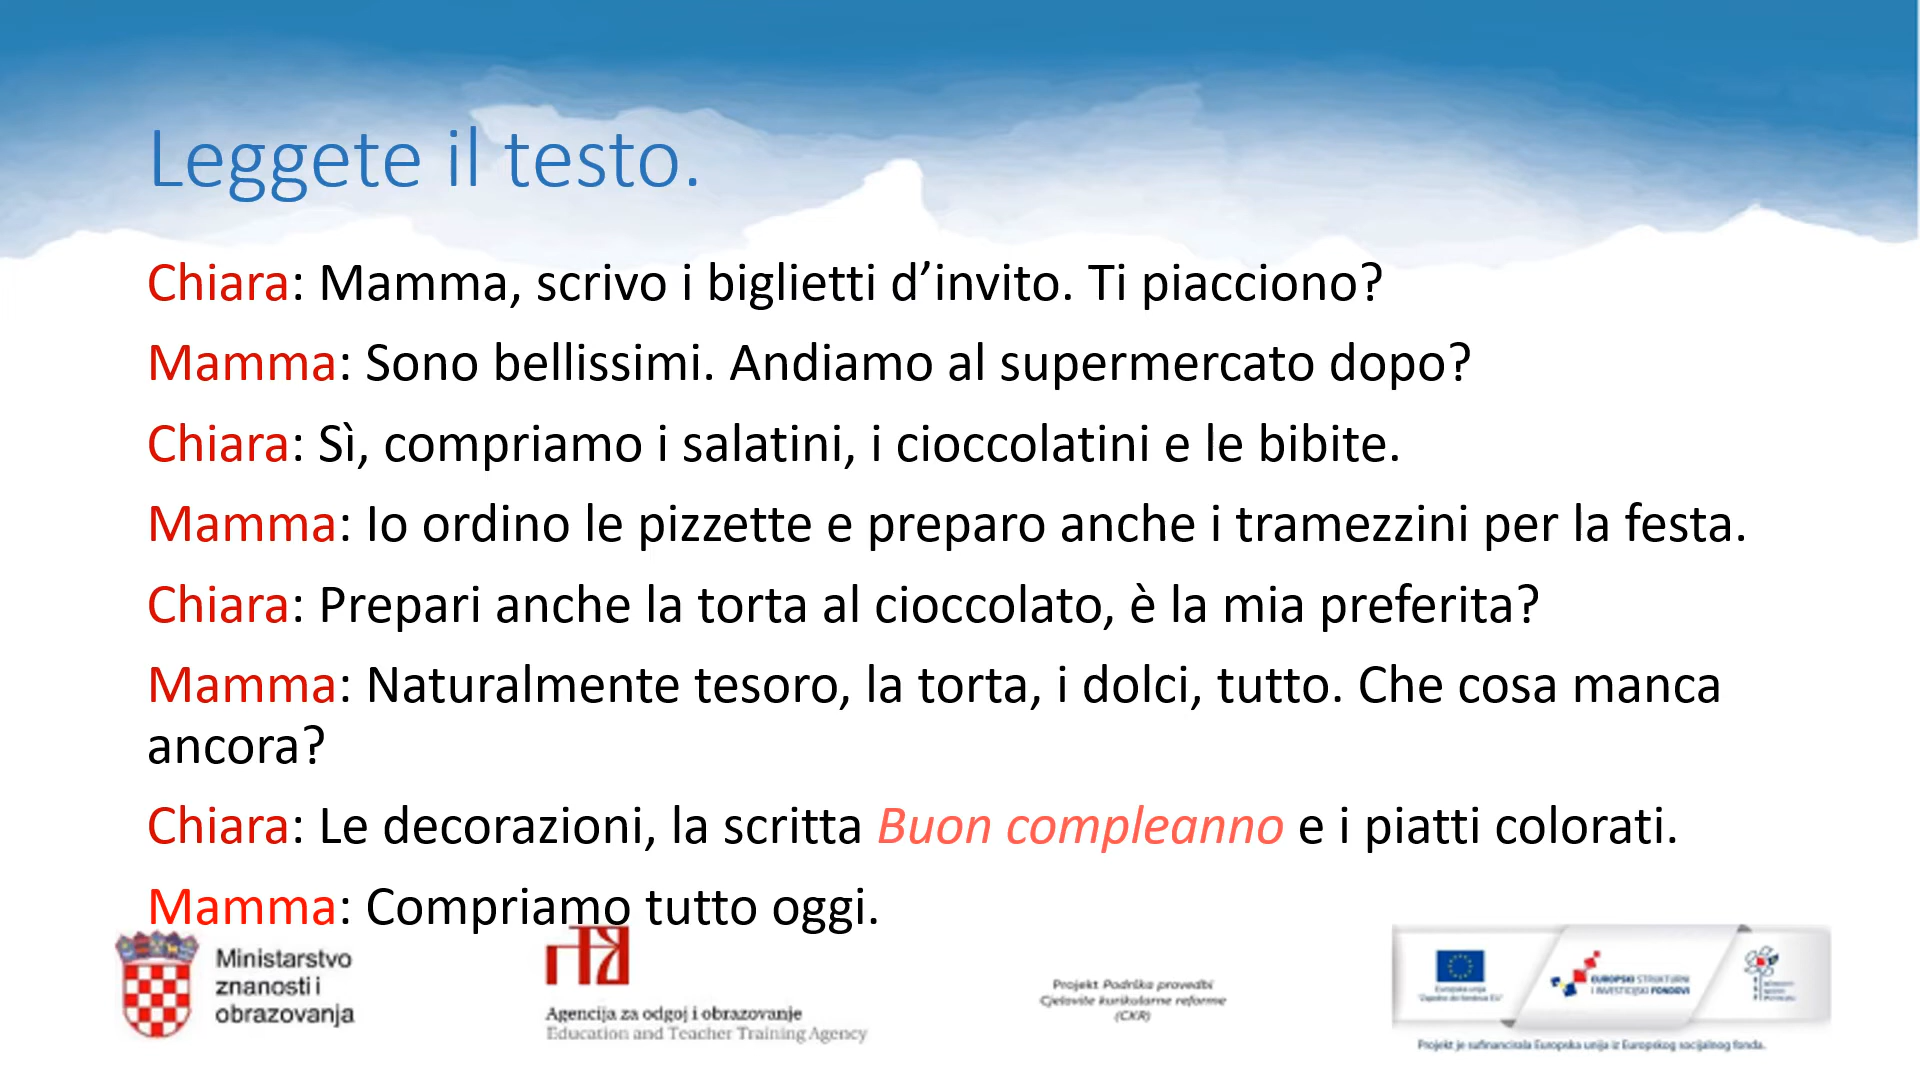 Leggete il testo.
Chiara: Mamma, scrivo i biglietti d’invito. Ti piacciono?
Mamma: Sono bellissimi. Andiamo al supermercato dopo?
Chiara: Sì, compriamo i salatini, i cioccolatini e le bibite.
Mamma: Io ordino le pizzette e preparo anche i tramezzini per la festa.
Chiara: Prepari anche la torta al cioccolato, è la mia preferita?
Mamma: Naturalmente tesoro, la torta, i dolci, tutto. Che cosa manca
ancora?
Chiara: Le decorazioni, la scritta Buon compleanno e i piatti colorati.
Mamma: Compriamo tutto oggi.
Ministarstvo
znanosti i
obrazovanja
Agencija za odgoj i obrazovanje
Education and Teacher Training Agency
Projekt Podrška provedbi
Cjelovite kurikularne reforme
(CKR)
Europska unija
EUROPSKI STRUKTURNI
I INVESTICIJSKI FONDOVI
Projekt je sufinancirala Europska unija iz Europskog socijalnog fonda.